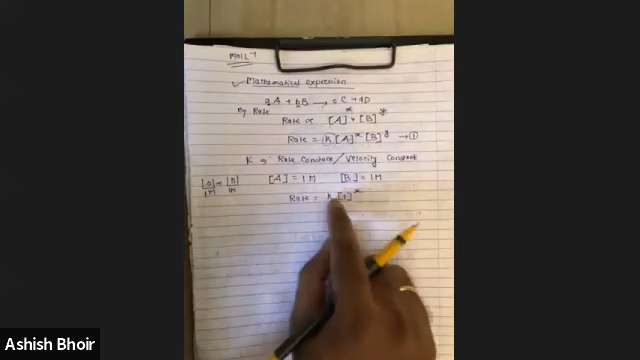 Mathematical expression
aA + bB → cC + dD
By Rate
Rate ∝ [A]^x × [B]^y
Rate = K [A]^x [B]^y → ①
K ⇒ Rate Constant / Velocity Constant
[A] = 1M [B] = 1M
Rate = K [1]^x
Ashish Bhoir